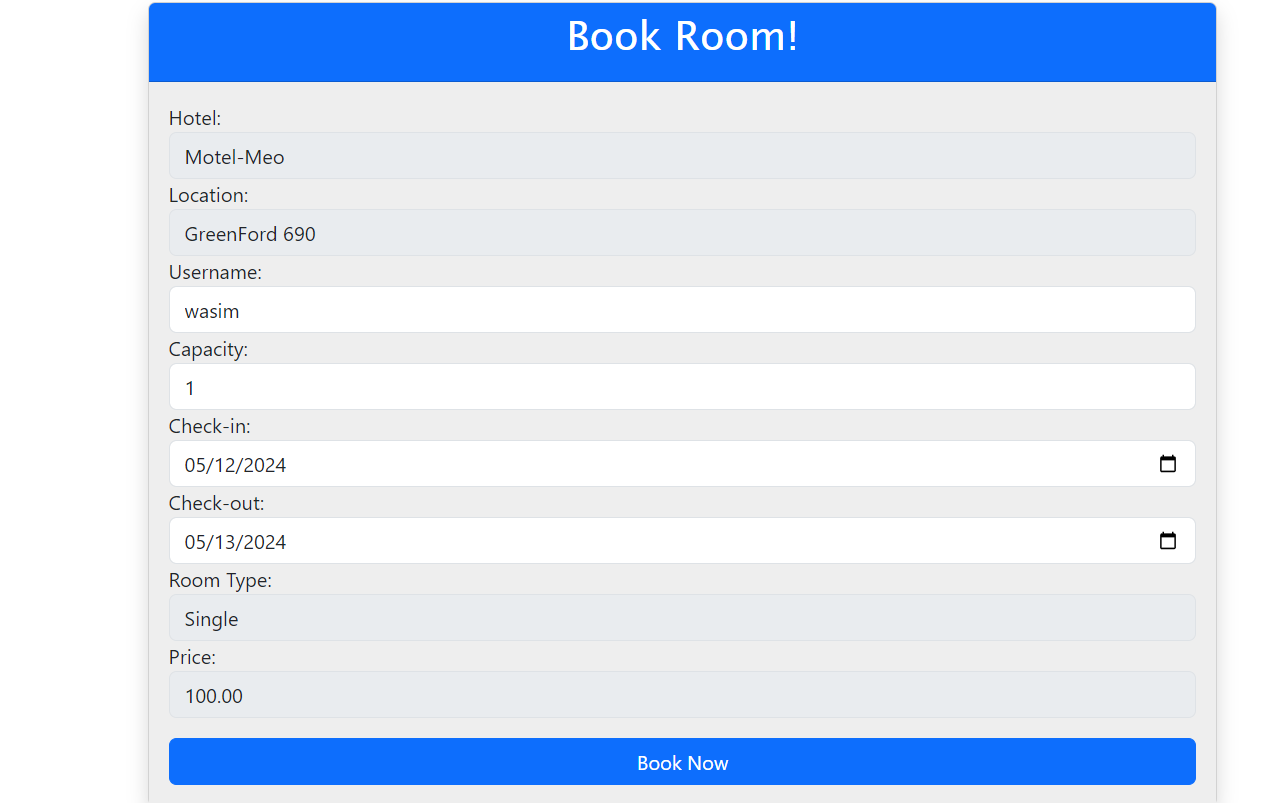 Book Room!
Hotel:
Motel-Meo
Location:
GreenFord 690
Username:
wasim
Capacity:
1
Check-in:
05/12/2024
Check-out:
05/13/2024
Room Type:
Single
Price:
100.00
Book Now